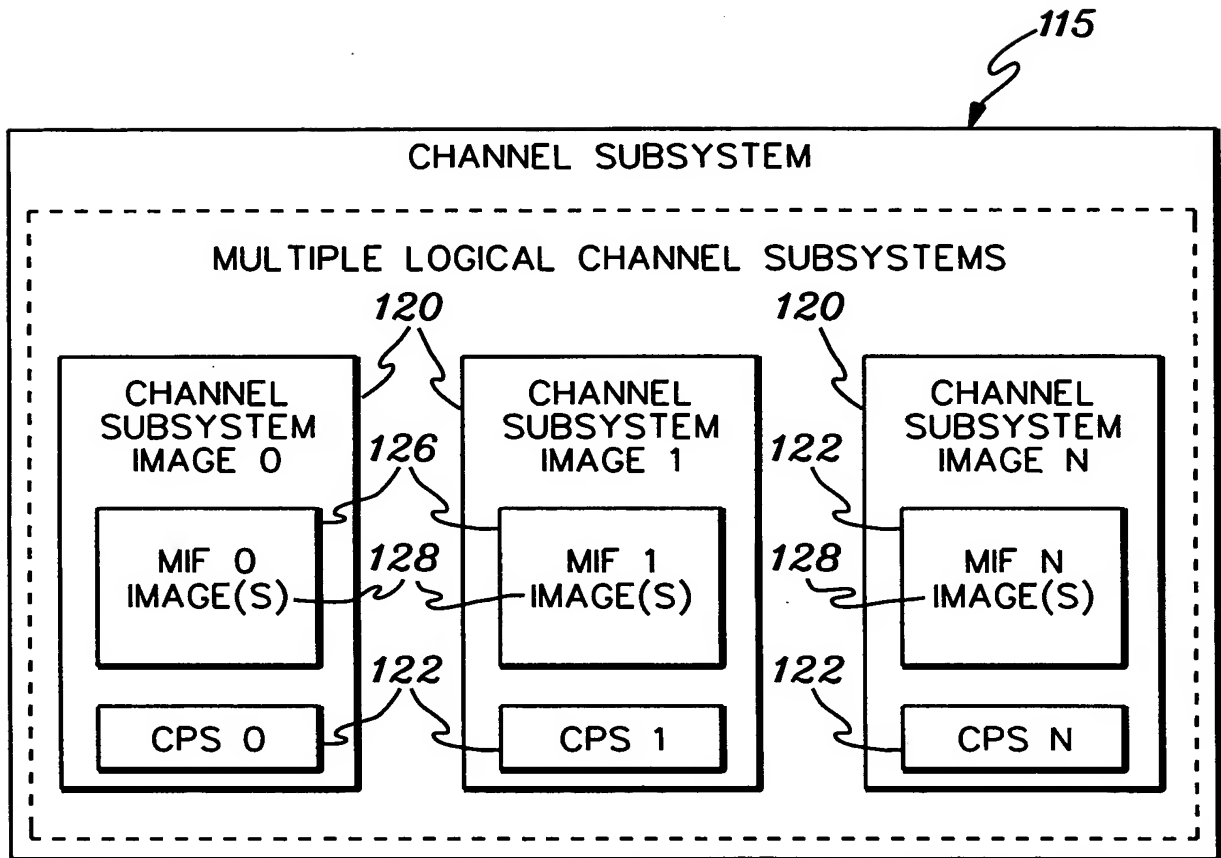 115
CHANNEL SUBSYSTEM
MULTIPLE LOGICAL CHANNEL SUBSYSTEMS
120
120
CHANNEL
SUBSYSTEM
IMAGE 0
CHANNEL
SUBSYSTEM
IMAGE 1
CHANNEL
SUBSYSTEM
IMAGE N
126
122
MIF 0
IMAGE(S)
128
MIF 1
IMAGE(S)
128
MIF N
IMAGE(S)
122
122
CPS 0
CPS 1
CPS N